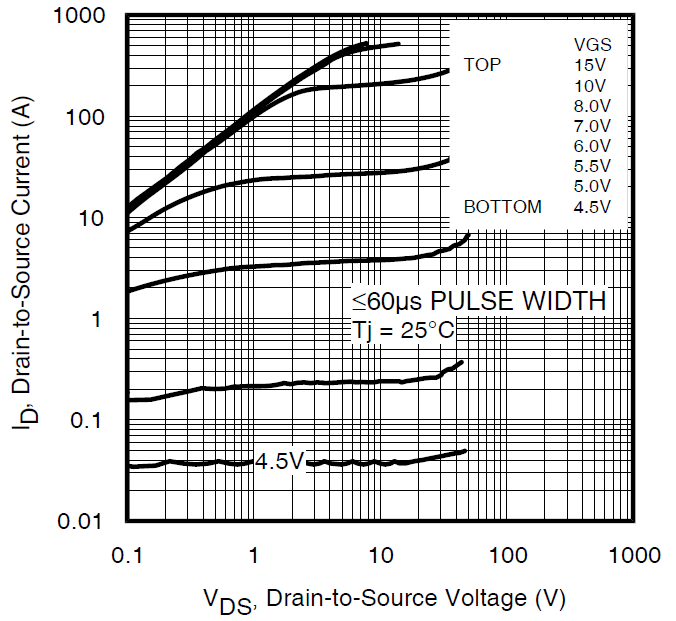 1000
100
10
1
0.1
0.01
I_D, Drain-to-Source Current (A)
VGS
TOP 15V
10V
8.0V
7.0V
6.0V
5.5V
5.0V
BOTTOM 4.5V
≤60µs PULSE WIDTH
Tj = 25°C
4.5V
0.1 1 10 100 1000
V_DS, Drain-to-Source Voltage (V)